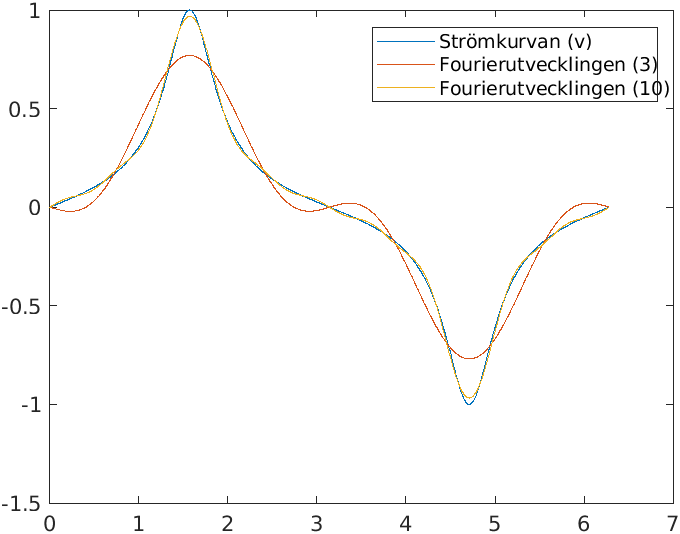 1
0.5
0
-0.5
-1
-1.5
0 1 2 3 4 5 6 7
Strömkurvan (v)
Fourierutvecklingen (3)
Fourierutvecklingen (10)